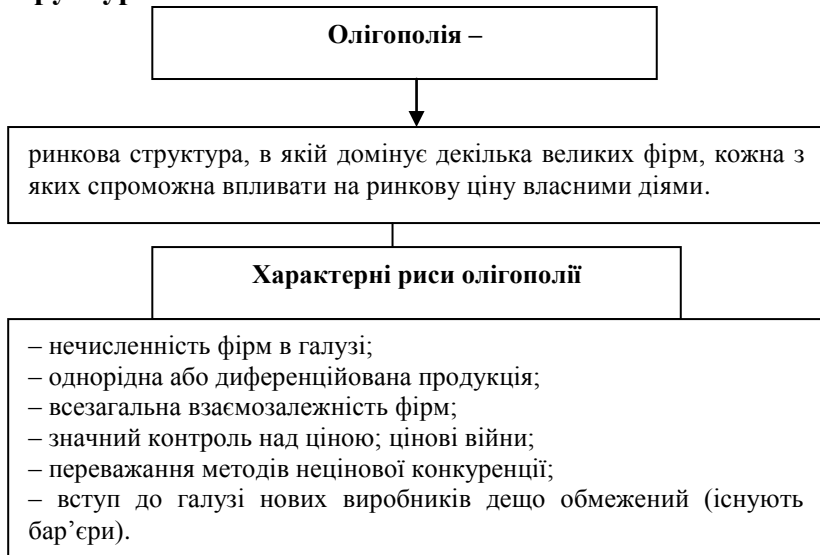 Олігополія –
ринкова структура, в якій домінує декілька великих фірм, кожна з
яких спроможна впливати на ринкову ціну власними діями.
Характерні риси олігополії
– нечисленність фірм в галузі;
– однорідна або диференційована продукція;
– всезагальна взаємозалежність фірм;
– значний контроль над ціною; цінові війни;
– переважання методів нецінової конкуренції;
– вступ до галузі нових виробників дещо обмежений (існують
бар’єри).